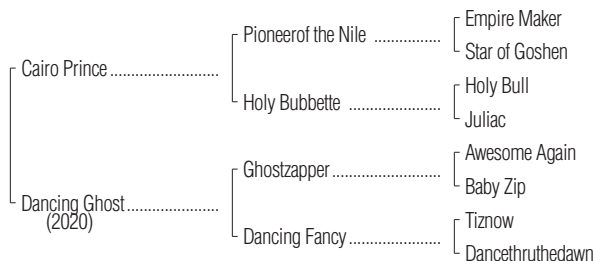 Empire Maker
Pioneerof the Nile ..................
Star of Goshen
Cairo Prince .............................
Holy Bull
Holy Bubbette .........................
Juliac
Awesome Again
Ghostzapper .............................
Baby Zip
Dancing Ghost .........................
(2020)
Tiznow
Dancing Fancy .........................
Dancethruthedawn